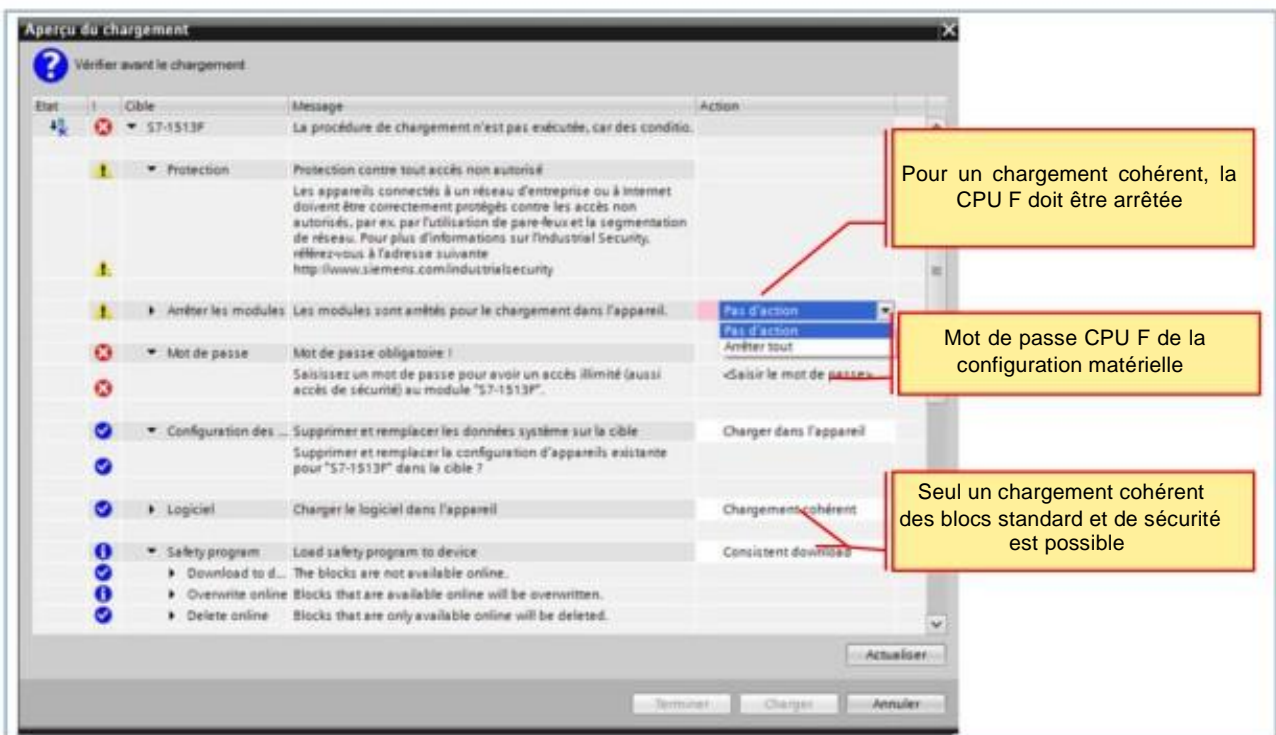 Aperçu du chargement
Vérifier avant le chargement
Etat ! Cible Message Action
S7-1513F La procédure de chargement n'est pas exécutée, car des conditio.
Protection Protection contre tout accès non autorisé
Les appareils connectés à un réseau d'entreprise ou à Internet
doivent être correctement protégés contre les accès non
autorisés, par ex. par l'utilisation de pare-feux et la segmentation
de réseau. Pour plus d'informations sur l'Industrial Security,
référez-vous à l'adresse suivante
http://www.siemens.com/industrialsecurity
Arrêter les modules Les modules sont arrêtés pour le chargement dans l'appareil. Pas d'action
Pas d'action
Arrêter tout
Mot de passe Mot de passe obligatoire !
Saisissez un mot de passe pour avoir un accès illimité (aussi
accès de sécurité) au module "S7-1513F". <Saisir le mot de passe>
Configuration des ... Supprimer et remplacer les données système sur la cible Charger dans l'appareil
Supprimer et remplacer la configuration d'appareils existante
pour "S7-1513F" dans la cible ?
Logiciel Charger le logiciel dans l'appareil Chargement cohérent
Safety program Load safety program to device Consistent download
Download to d... The blocks are not available online.
Overwrite online Blocks that are available online will be overwritten.
Delete online Blocks that are only available online will be deleted.
Actualiser
Terminer Charger Annuler
Pour un chargement cohérent, la
CPU F doit être arrêtée
Mot de passe CPU F de la
configuration matérielle
Seul un chargement cohérent
des blocs standard et de sécurité
est possible